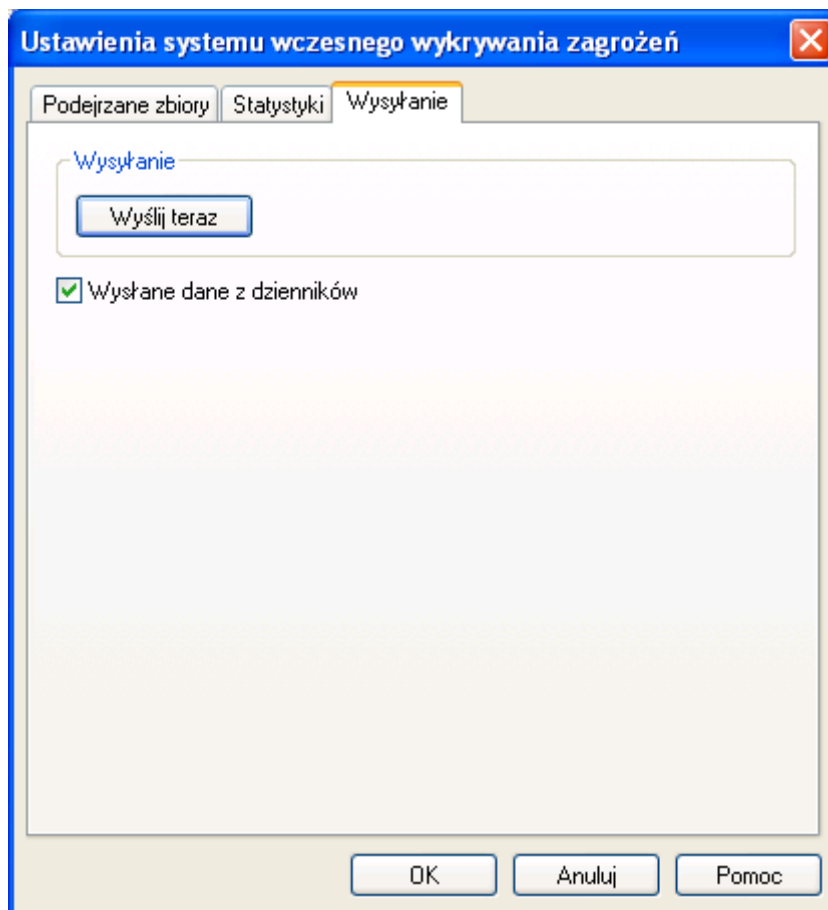 Ustawienia systemu wczesnego wykrywania zagrożeń
Podejrzane zbiory Statystyki Wysyłanie
Wysyłanie
Wyślij teraz
Wysłane dane z dzienników
OK Anuluj Pomoc